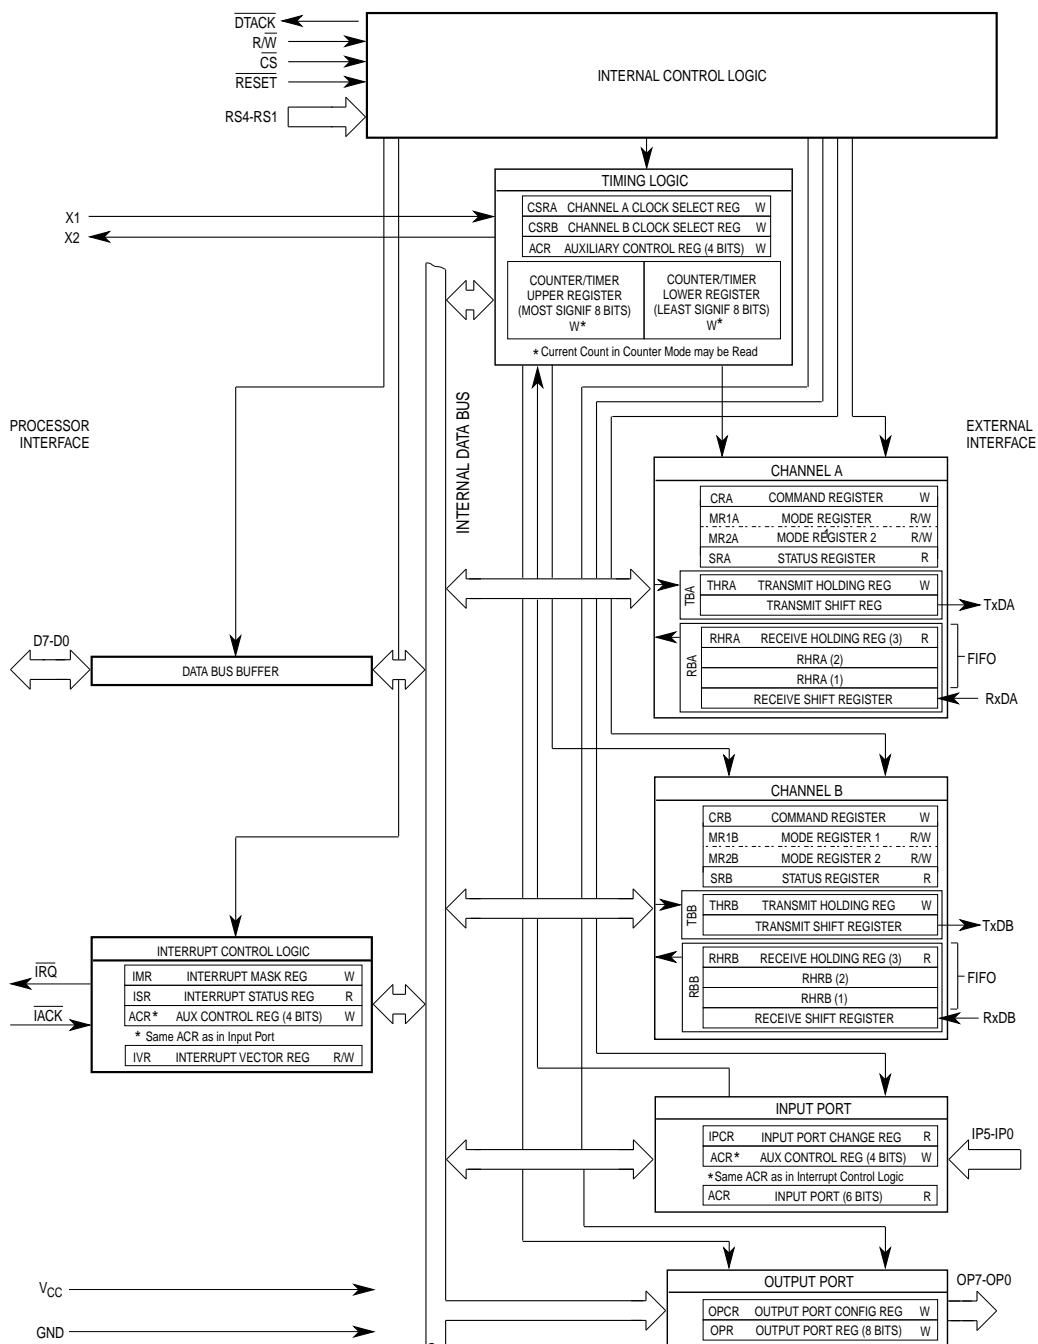 DTACK
R/W
CS
RESET
RS4-RS1
INTERNAL CONTROL LOGIC
TIMING LOGIC
CSRA CHANNEL A CLOCK SELECT REG W
CSRB CHANNEL B CLOCK SELECT REG W
ACR AUXILIARY CONTROL REG (4 BITS) W
COUNTER/TIMER
UPPER REGISTER
(MOST SIGNIF 8 BITS)
W*
COUNTER/TIMER
LOWER REGISTER
(LEAST SIGNIF 8 BITS)
W*
* Current Count in Counter Mode may be Read
X1
X2
PROCESSOR
INTERFACE
INTERNAL DATA BUS
EXTERNAL
INTERFACE
CHANNEL A
CRA COMMAND REGISTER W
MR1A MODE REGISTER R/W
MR2A MODE REGISTER 2 R/W
SRA STATUS REGISTER R
TBA
THRA TRANSMIT HOLDING REG W
TRANSMIT SHIFT REG
TxDA
RBA
RHRA RECEIVE HOLDING REG (3) R
RHRA (2)
RHRA (1)
RECEIVE SHIFT REGISTER
FIFO
RxDA
D7-D0
DATA BUS BUFFER
CHANNEL B
CRB COMMAND REGISTER W
MR1B MODE REGISTER 1 R/W
MR2B MODE REGISTER 2 R/W
SRB STATUS REGISTER R
TBB
THRB TRANSMIT HOLDING REG W
TRANSMIT SHIFT REGISTER
TxDB
RBB
RHRB RECEIVE HOLDING REG (3) R
RHRB (2)
RHRB (1)
RECEIVE SHIFT REGISTER
FIFO
RxDB
INTERRUPT CONTROL LOGIC
IMR INTERRUPT MASK REG W
ISR INTERRUPT STATUS REG R
ACR* AUX CONTROL REG (4 BITS) W
* Same ACR as in Input Port
IVR INTERRUPT VECTOR REG R/W
IRQ
IACK
INPUT PORT
IPCR INPUT PORT CHANGE REG R
ACR* AUX CONTROL REG (4 BITS) W
*Same ACR as in Interrupt Control Logic
ACR INPUT PORT (6 BITS) R
IP5-IP0
OUTPUT PORT
OPCR OUTPUT PORT CONFIG REG W
OPR OUTPUT PORT REG (8 BITS) W
OP7-OP0
VCC
GND